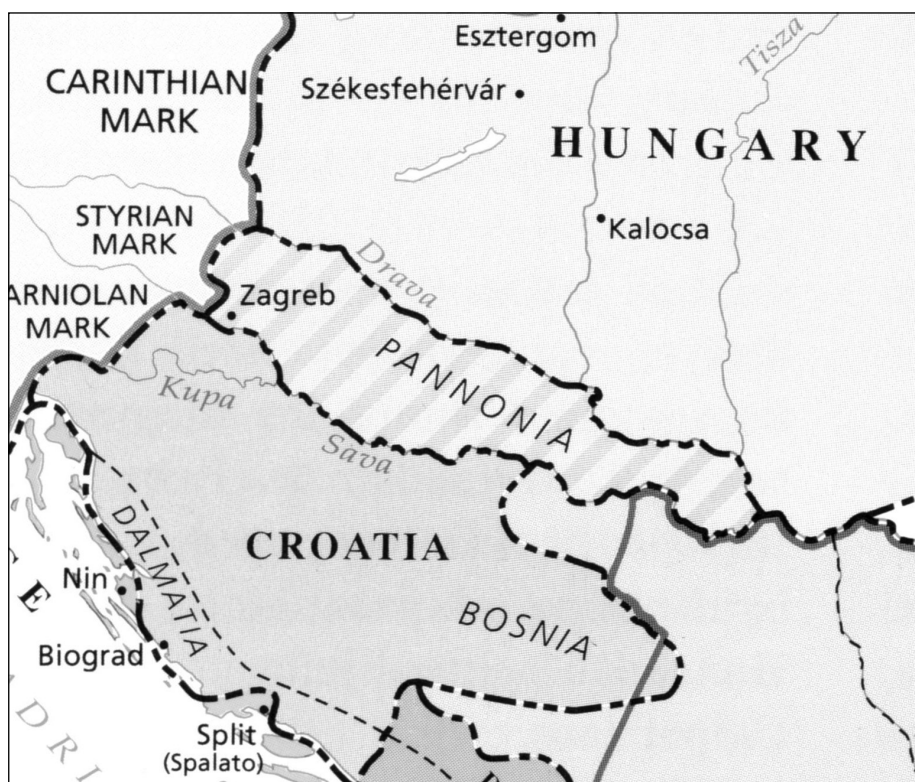 Esztergom
Tisza
CARINTHIAN
MARK
Székesfehérvár
HUNGARY
STYRIAN
MARK
Kalocsa
Drava
ARNIOLAN
MARK
Zagreb
PANNONIA
Kupa
Sava
DALMATIA
CROATIA
Nin
E
BOSNIA
Biograd
ADRI
Split
(Spalato)